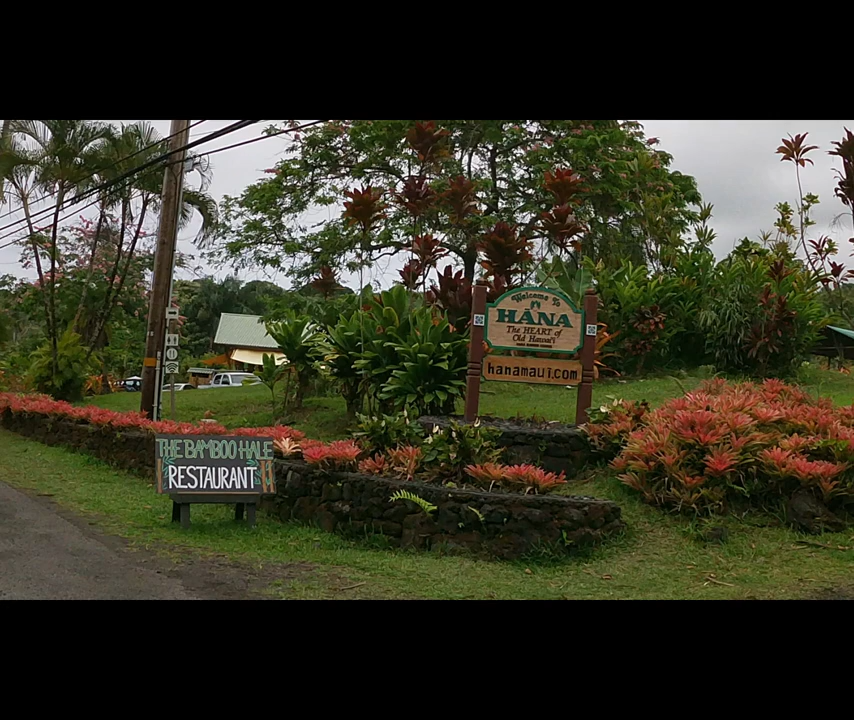 Welcome To
HĀNA
The HEART of
Old Hawai'i
hanamaui.com
THE BAMBOO HALE
RESTAURANT